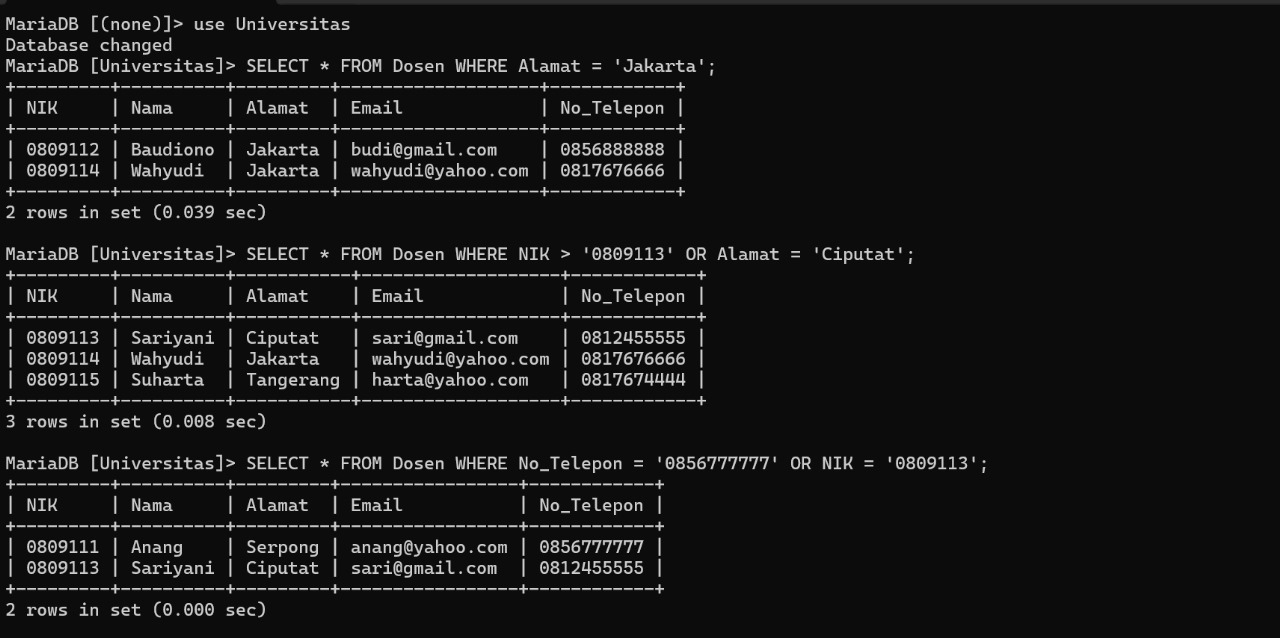 MariaDB [(none)]> use Universitas
Database changed
MariaDB [Universitas]> SELECT * FROM Dosen WHERE Alamat = 'Jakarta';
+---------+----------+---------+-------------------+------------+
| NIK     | Nama     | Alamat  | Email             | No_Telepon |
+---------+----------+---------+-------------------+------------+
| 0809112 | Baudiono | Jakarta | budi@gmail.com    | 0856888888 |
| 0809114 | Wahyudi  | Jakarta | wahyudi@yahoo.com | 0817676666 |
+---------+----------+---------+-------------------+------------+
2 rows in set (0.039 sec)

MariaDB [Universitas]> SELECT * FROM Dosen WHERE NIK > '0809113' OR Alamat = 'Ciputat';
+---------+----------+-----------+-------------------+------------+
| NIK     | Nama     | Alamat    | Email             | No_Telepon |
+---------+----------+-----------+-------------------+------------+
| 0809113 | Sariyani | Ciputat   | sari@gmail.com    | 0812455555 |
| 0809114 | Wahyudi  | Jakarta   | wahyudi@yahoo.com | 0817676666 |
| 0809115 | Suharta  | Tangerang | harta@yahoo.com   | 0817674444 |
+---------+----------+-----------+-------------------+------------+
3 rows in set (0.008 sec)

MariaDB [Universitas]> SELECT * FROM Dosen WHERE No_Telepon = '0856777777' OR NIK = '0809113';
+---------+----------+---------+-----------------+------------+
| NIK     | Nama     | Alamat  | Email           | No_Telepon |
+---------+----------+---------+-----------------+------------+
| 0809111 | Anang    | Serpong | anang@yahoo.com | 0856777777 |
| 0809113 | Sariyani | Ciputat | sari@gmail.com  | 0812455555 |
+---------+----------+---------+-----------------+------------+
2 rows in set (0.000 sec)